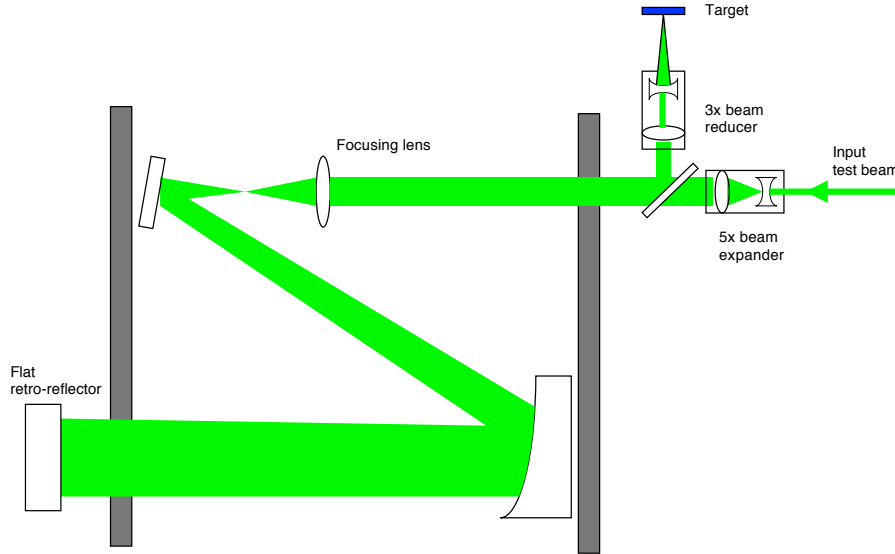 Target
3x beam
reducer
Focusing lens
Input
test beam
5x beam
expander
Flat
retro-reflector